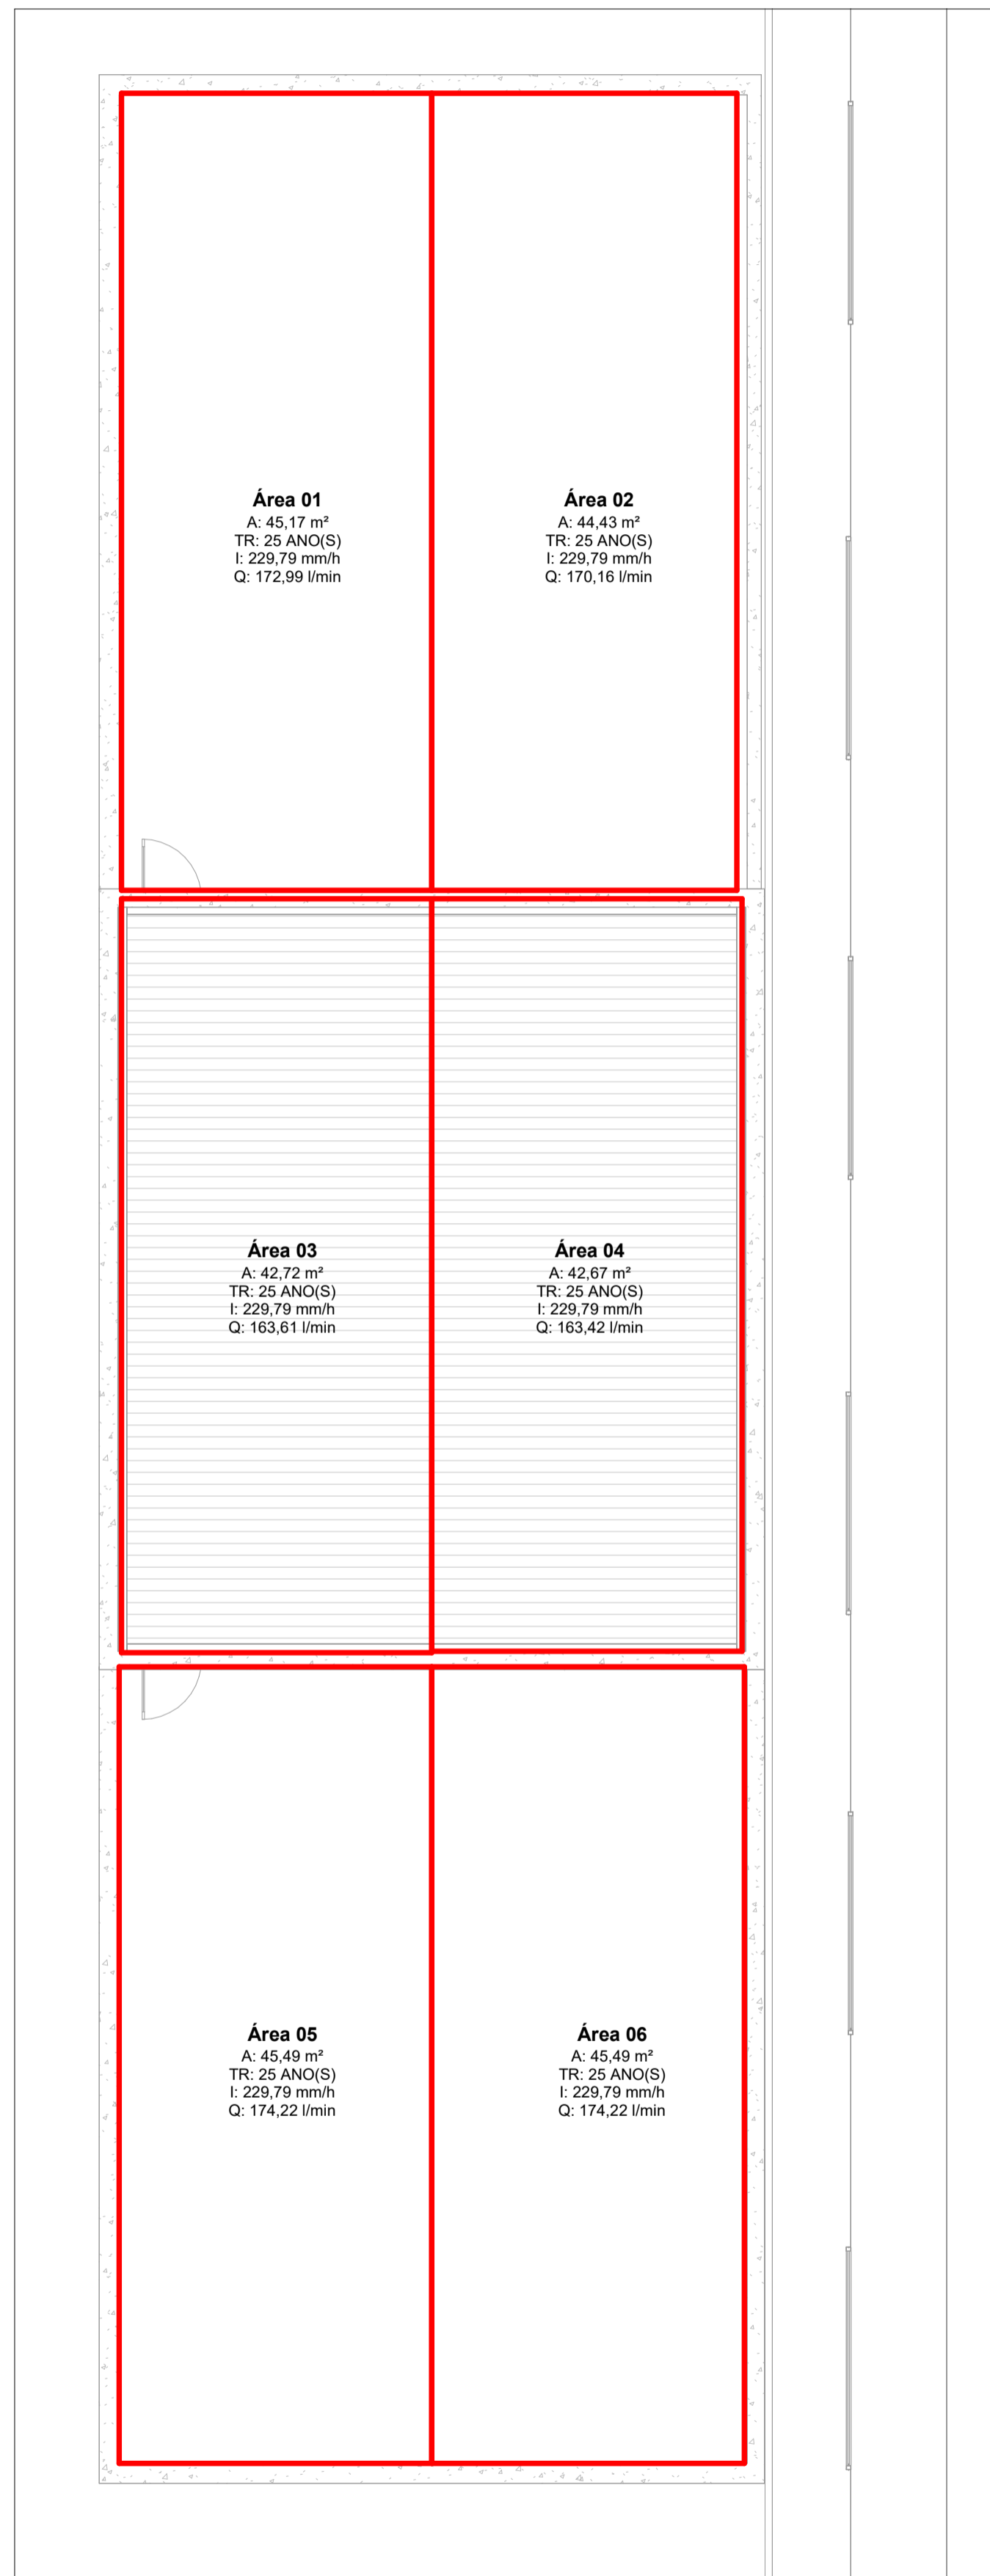 Área 01
A: 45,17 m²
TR: 25 ANO(S)
I: 229,79 mm/h
Q: 172,99 l/min
Área 02
A: 44,43 m²
TR: 25 ANO(S)
I: 229,79 mm/h
Q: 170,16 l/min
Área 03
A: 42,72 m²
TR: 25 ANO(S)
I: 229,79 mm/h
Q: 163,61 l/min
Área 04
A: 42,67 m²
TR: 25 ANO(S)
I: 229,79 mm/h
Q: 163,42 l/min
Área 05
A: 45,49 m²
TR: 25 ANO(S)
I: 229,79 mm/h
Q: 174,22 l/min
Área 06
A: 45,49 m²
TR: 25 ANO(S)
I: 229,79 mm/h
Q: 174,22 l/min